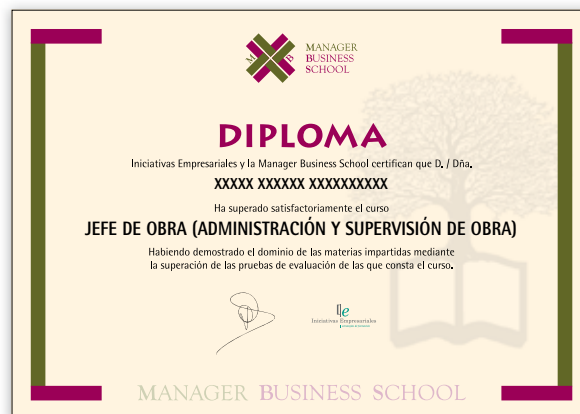 M B
MANAGER
BUSINESS
SCHOOL
DIPLOMA
Iniciativas Empresariales y la Manager Business School certifican que D. / Dña.
XXXXX XXXXXX XXXXXXXXXX
Ha superado satisfactoriamente el curso
JEFE DE OBRA (ADMINISTRACIÓN Y SUPERVISIÓN DE OBRA)
Habiendo demostrado el dominio de las materias impartidas mediante
la superación de las pruebas de evaluación de las que consta el curso.
Ie
Iniciativas Empresariales
MANAGER BUSINESS SCHOOL